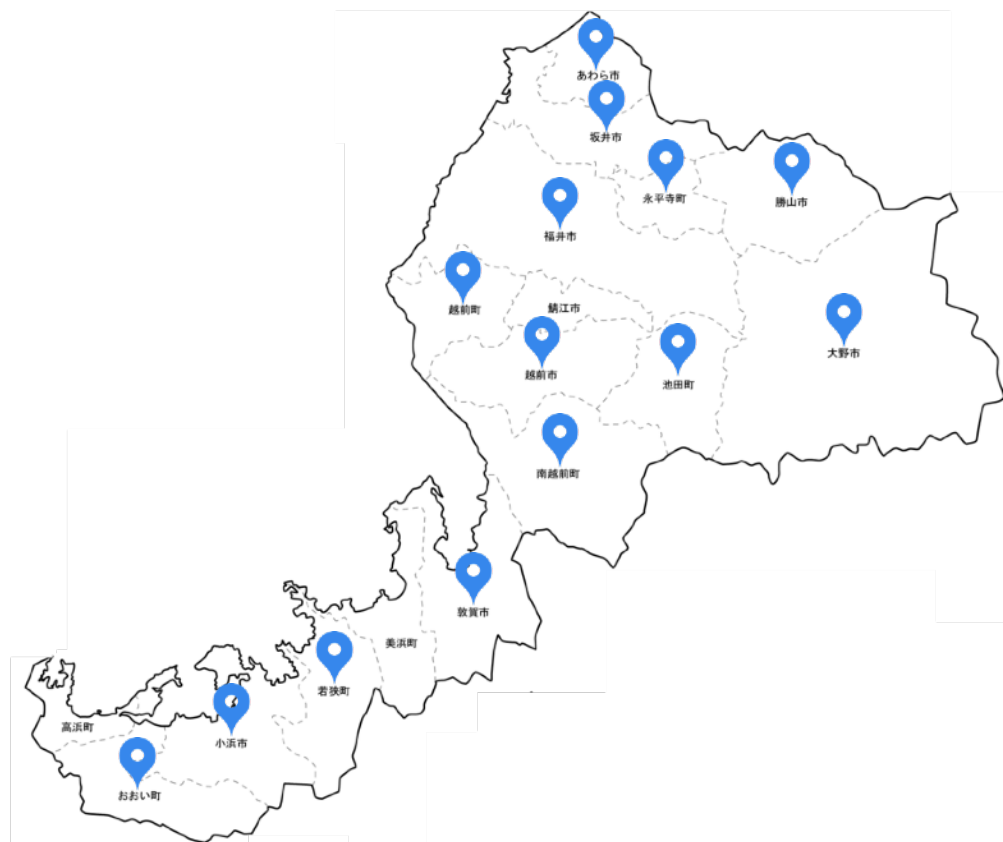 あわら市
坂井市
永平寺町
勝山市
福井市
越前町
鯖江市
大野市
越前市
池田町
南越前町
敦賀市
美浜町
若狭町
高浜町
小浜市
おおい町